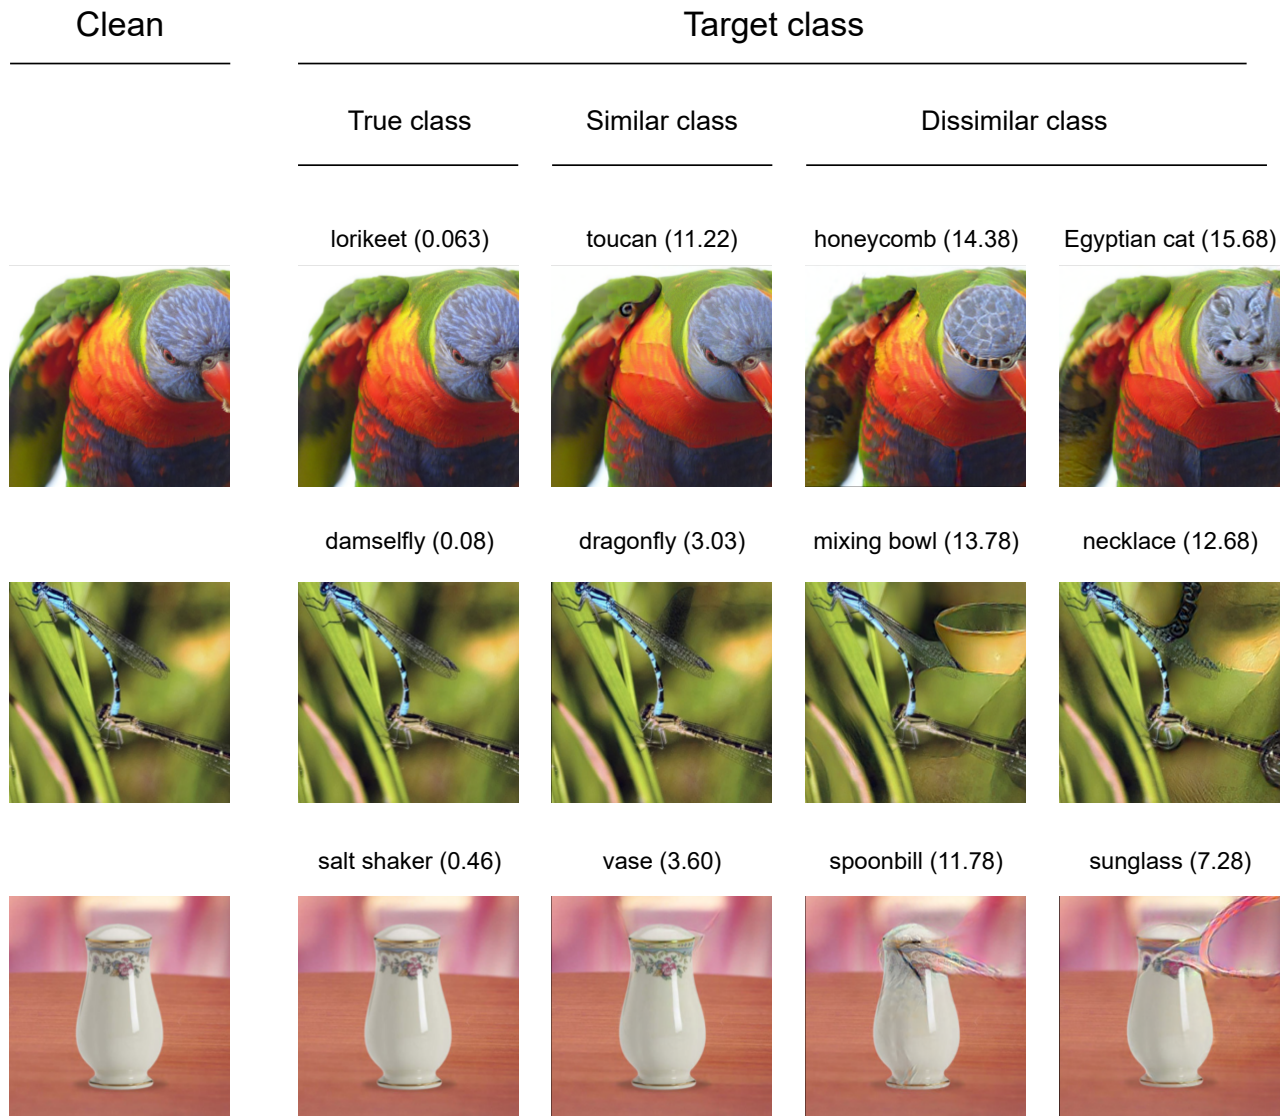 Clean
Target class
True class
Similar class
Dissimilar class
lorikeet (0.063)
toucan (11.22)
honeycomb (14.38)
Egyptian cat (15.68)
damselfly (0.08)
dragonfly (3.03)
mixing bowl (13.78)
necklace (12.68)
salt shaker (0.46)
vase (3.60)
spoonbill (11.78)
sunglass (7.28)